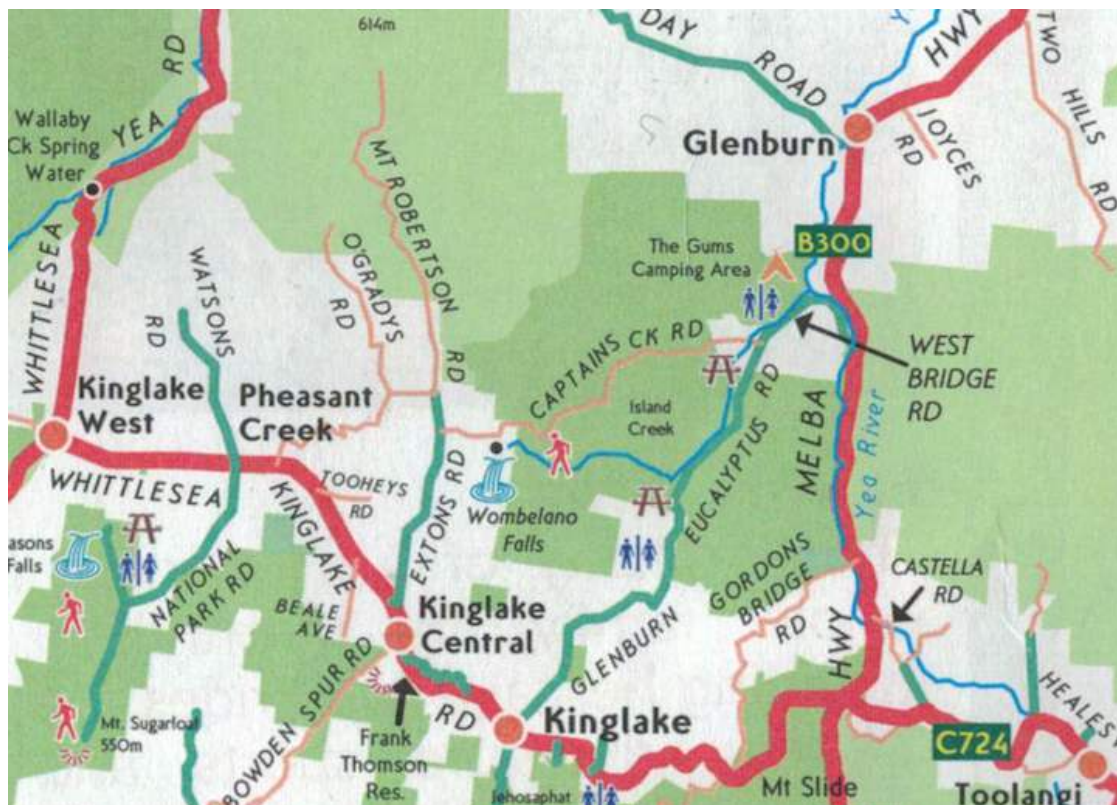 614m
YEA RD
DAY ROAD
HWY
TWO HILLS RD
JOYCES RD
Wallaby
Ck Spring
Water
MT ROBERTSON RD
Glenburn
B300
The Gums
Camping Area
WHITTLESEA
WATSONS RD
O'GRADYS RD
CAPTAINS CK RD
WEST
BRIDGE
RD
Kinglake
West
Pheasant
Creek
Island
Creek
EUCALYPTUS RD
MELBA
Yea River
WHITTLESEA
TOOHEYS
RD
KINGLAKE
EXTONS RD
Wombelano
Falls
asons
Falls
NATIONAL
PARK RD
BEALE
AVE
GORDONS
BRIDGE
RD
CASTELLA
RD
Kinglake
Central
GLENBURN
HWY
HEALES
BOWDEN SPUR RD
RD
Kinglake
Mt. Sugarloaf
550m
Frank
Thomson
Res.
C724
Jehosaphat
Mt Slide
Toolangi